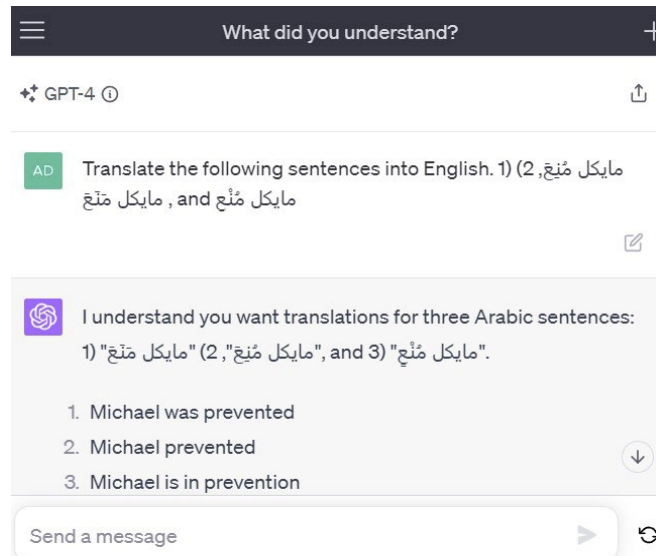 What did you understand?
GPT-4
AD
Translate the following sentences into English. 1) مايكل مُنِعَ, 2)
مايكل مَنَعَ , and مايكل مُنْع
I understand you want translations for three Arabic sentences:
1) "مايكل مُنِعَ", 2) "مايكل مَنَعَ", and 3) "مايكل مُنْعٍ".
1. Michael was prevented
2. Michael prevented
3. Michael is in prevention
Send a message